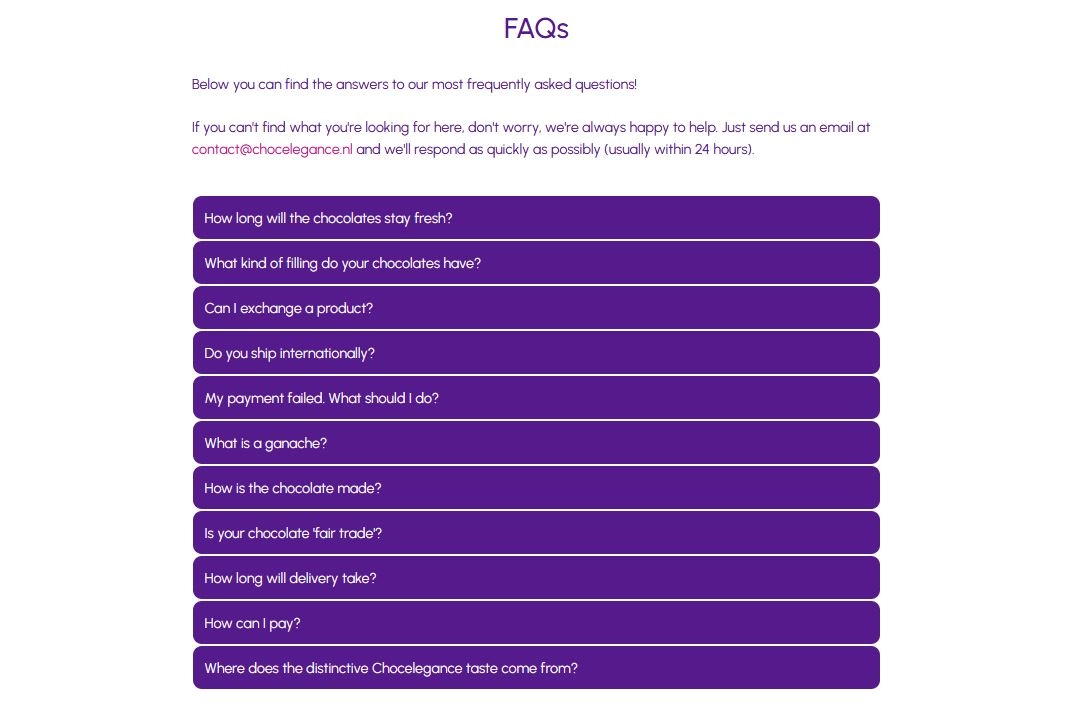 FAQs
Below you can find the answers to our most frequently asked questions!
If you can't find what you're looking for here, don't worry, we're always happy to help. Just send us an email at
contact@chocelegance.nl and we'll respond as quickly as possibly (usually within 24 hours).
How long will the chocolates stay fresh?
What kind of filling do your chocolates have?
Can I exchange a product?
Do you ship internationally?
My payment failed. What should I do?
What is a ganache?
How is the chocolate made?
Is your chocolate 'fair trade'?
How long will delivery take?
How can I pay?
Where does the distinctive Chocelegance taste come from?